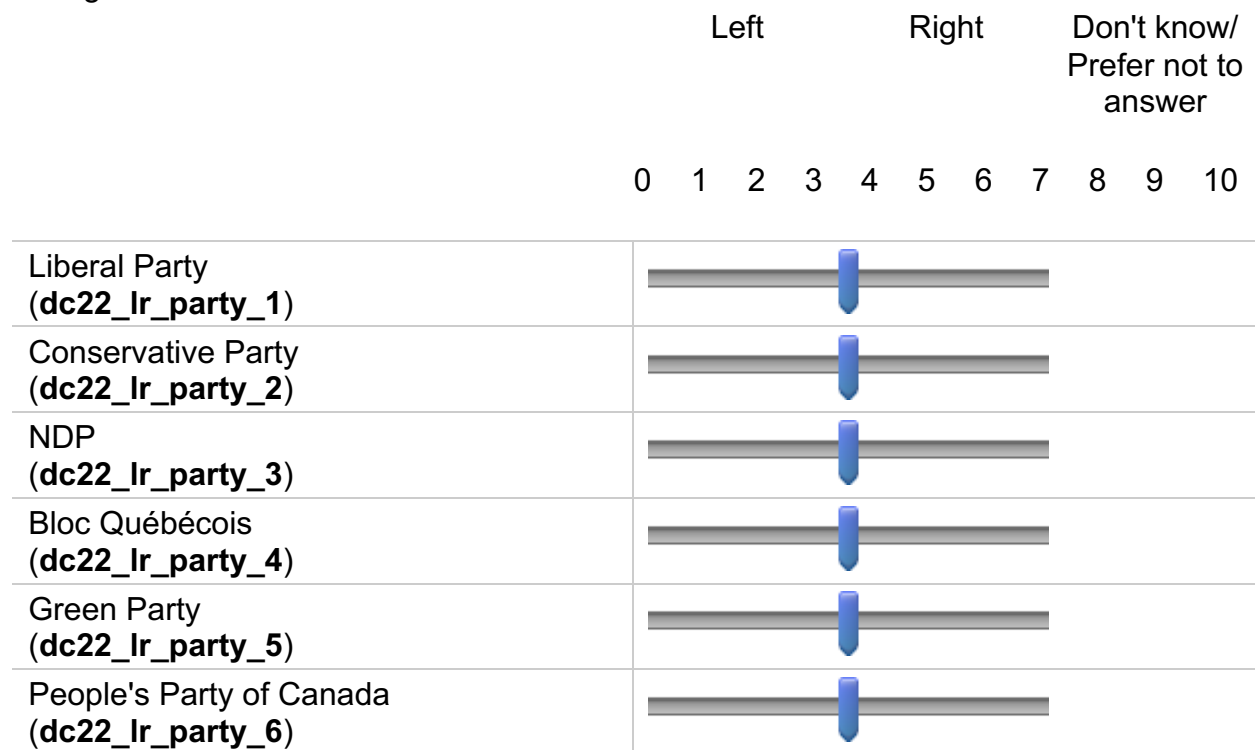 Left Right Don't know/
Prefer not to
answer
0 1 2 3 4 5 6 7 8 9 10
Liberal Party
(dc22_lr_party_1)
Conservative Party
(dc22_lr_party_2)
NDP
(dc22_lr_party_3)
Bloc Québécois
(dc22_lr_party_4)
Green Party
(dc22_lr_party_5)
People's Party of Canada
(dc22_lr_party_6)